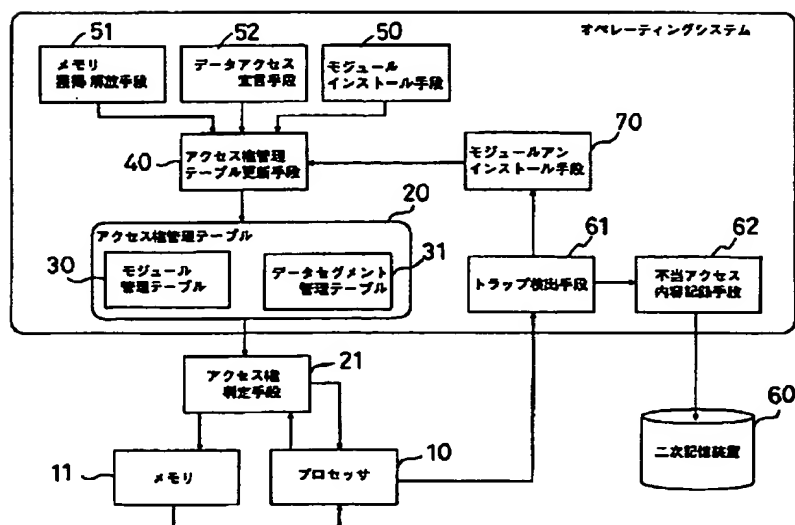 オペレーティングシステム
51
52
50
メモリ
獲得・解放手段
データアクセス
宣言手段
モジュール
インストール手段
40
アクセス権管理
テーブル更新手段
70
モジュールアン
インストール手段
20
アクセス権管理テーブル
30
モジュール
管理テーブル
31
データセグメント
管理テーブル
61
トラップ検出手段
62
不当アクセス
内容記録手段
21
アクセス権
判定手段
60
二次記憶装置
11
メモリ
10
プロセッサ